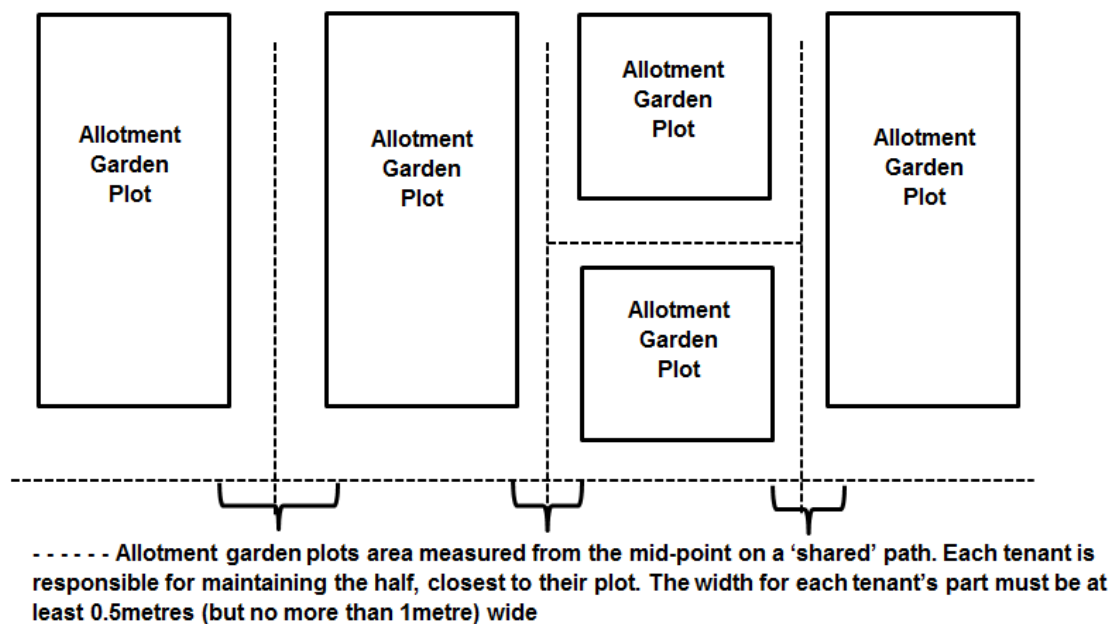 Allotment
Garden
Plot
Allotment
Garden
Plot
Allotment
Garden
Plot
Allotment
Garden
Plot
Allotment
Garden
Plot
- - - - - - Allotment garden plots area measured from the mid-point on a ‘shared’ path. Each tenant is
responsible for maintaining the half, closest to their plot. The width for each tenant’s part must be at
least 0.5metres (but no more than 1metre) wide